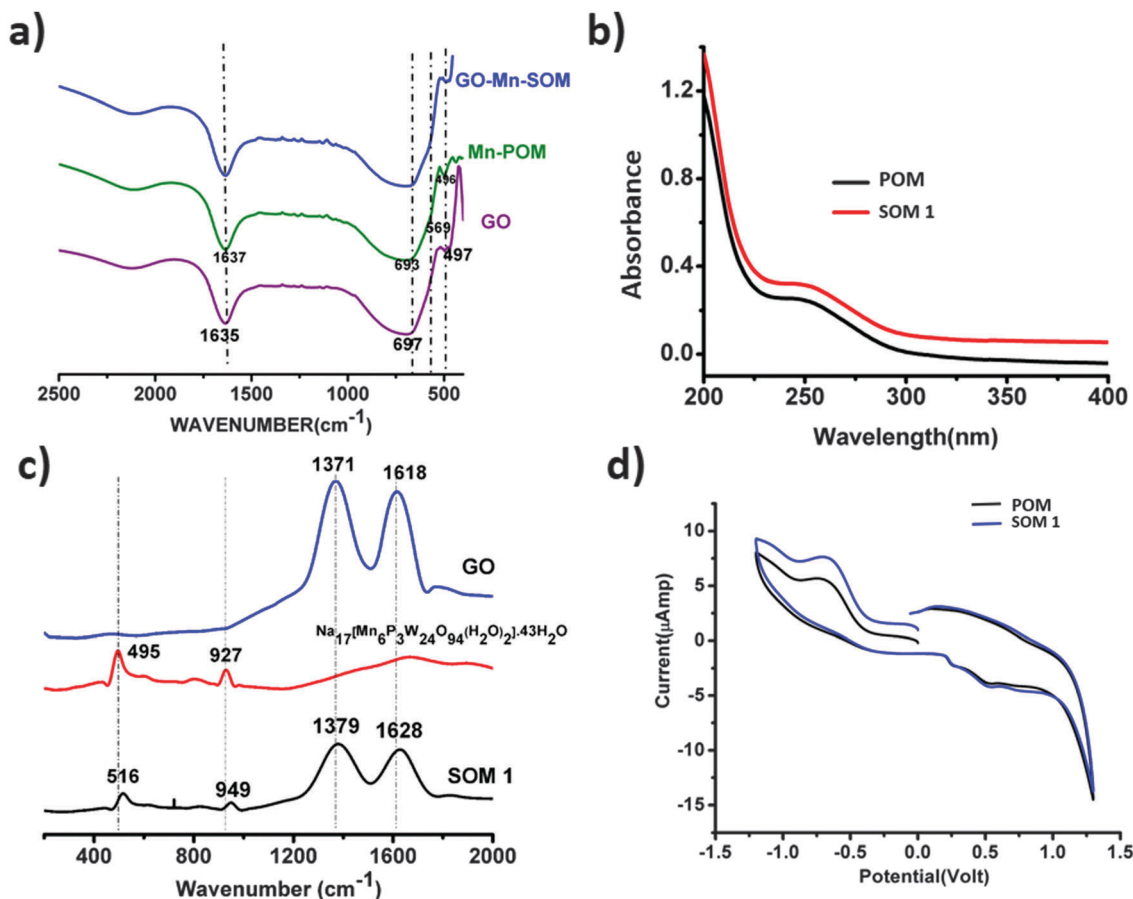 a)
GO-Mn-SOM
Mn-POM
GO
496
569
497
1637
693
1635
697
2500 2000 1500 1000 500
WAVENUMBER(cm-1)
b)
POM
SOM 1
1.2
0.8
0.4
0.0
Absorbance
200 250 300 350 400
Wavelength(nm)
c)
1371 1618
GO
Na17[Mn6P3W24O94(H2O)2].43H2O
495 927
1379 1628
516 949
SOM 1
400 800 1200 1600 2000
Wavenumber (cm-1)
d)
POM
SOM 1
10
5
0
-5
-10
-15
Current(μAmp)
-1.5 -1.0 -0.5 0.0 0.5 1.0 1.5
Potential(Volt)